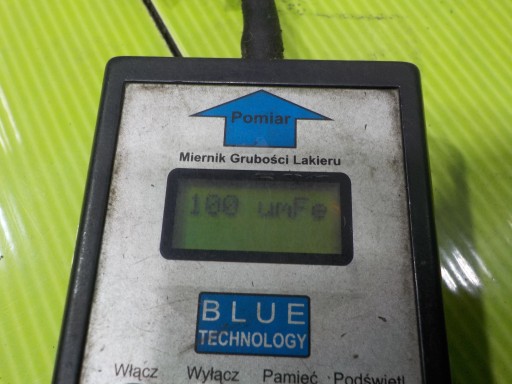 Pomiar
Miernik Grubości Lakieru
100 umFe
BLUE
TECHNOLOGY
Włącz Wyłącz Pamięć Podświetl